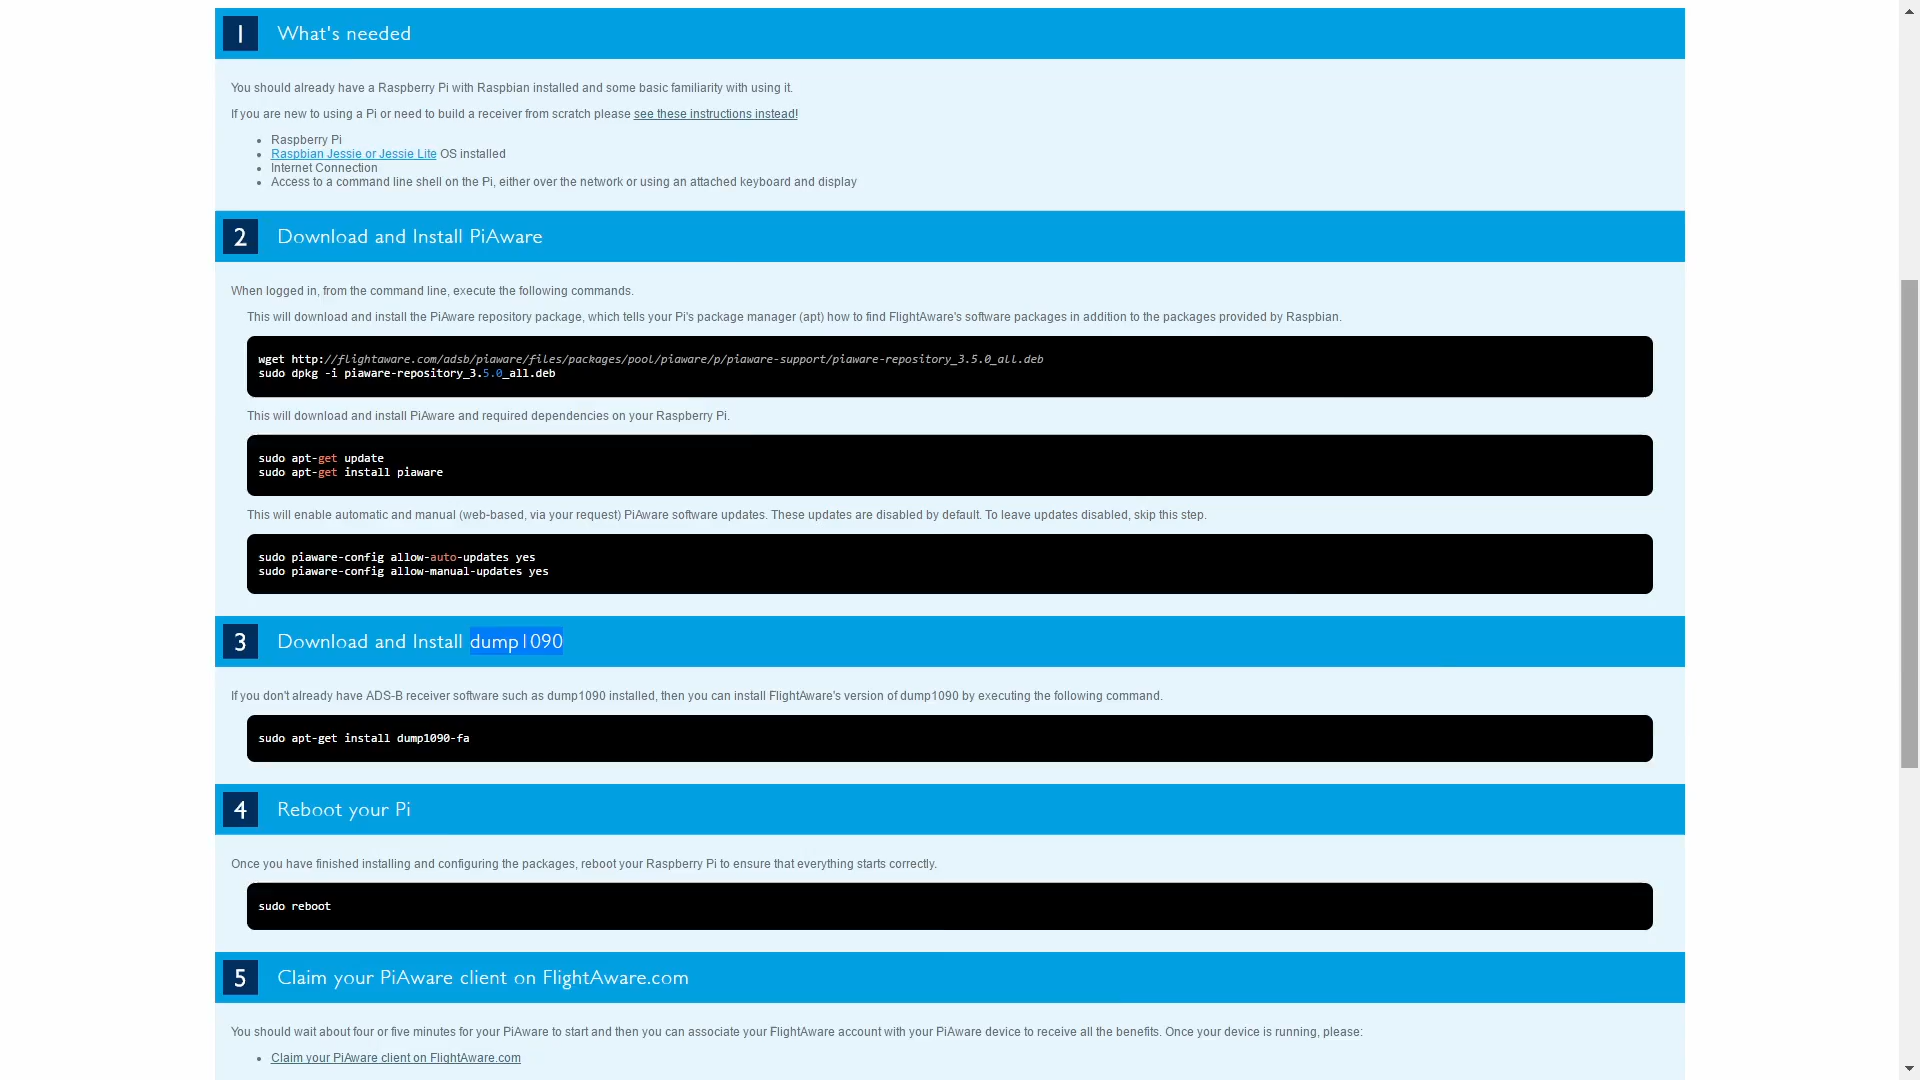 1 What's needed
You should already have a Raspberry Pi with Raspbian installed and some basic familiarity with using it.
If you are new to using a Pi or need to build a receiver from scratch please see these instructions instead!
• Raspberry Pi
• Raspbian Jessie or Jessie Lite OS installed
• Internet Connection
• Access to a command line shell on the Pi, either over the network or using an attached keyboard and display
2 Download and Install PiAware
When logged in, from the command line, execute the following commands.
This will download and install the PiAware repository package, which tells your Pi's package manager (apt) how to find FlightAware's software packages in addition to the packages provided by Raspbian.
wget http://flightaware.com/adsb/piaware/files/packages/pool/piaware/p/piaware-support/piaware-repository_3.5.0_all.deb
sudo dpkg -i piaware-repository_3.5.0_all.deb
This will download and install PiAware and required dependencies on your Raspberry Pi.
sudo apt-get update
sudo apt-get install piaware
This will enable automatic and manual (web-based, via your request) PiAware software updates. These updates are disabled by default. To leave updates disabled, skip this step.
sudo piaware-config allow-auto-updates yes
sudo piaware-config allow-manual-updates yes
3 Download and Install dump1090
If you don't already have ADS-B receiver software such as dump1090 installed, then you can install FlightAware's version of dump1090 by executing the following command.
sudo apt-get install dump1090-fa
4 Reboot your Pi
Once you have finished installing and configuring the packages, reboot your Raspberry Pi to ensure that everything starts correctly.
sudo reboot
5 Claim your PiAware client on FlightAware.com
You should wait about four or five minutes for your PiAware to start and then you can associate your FlightAware account with your PiAware device to receive all the benefits. Once your device is running, please:
• Claim your PiAware client on FlightAware.com